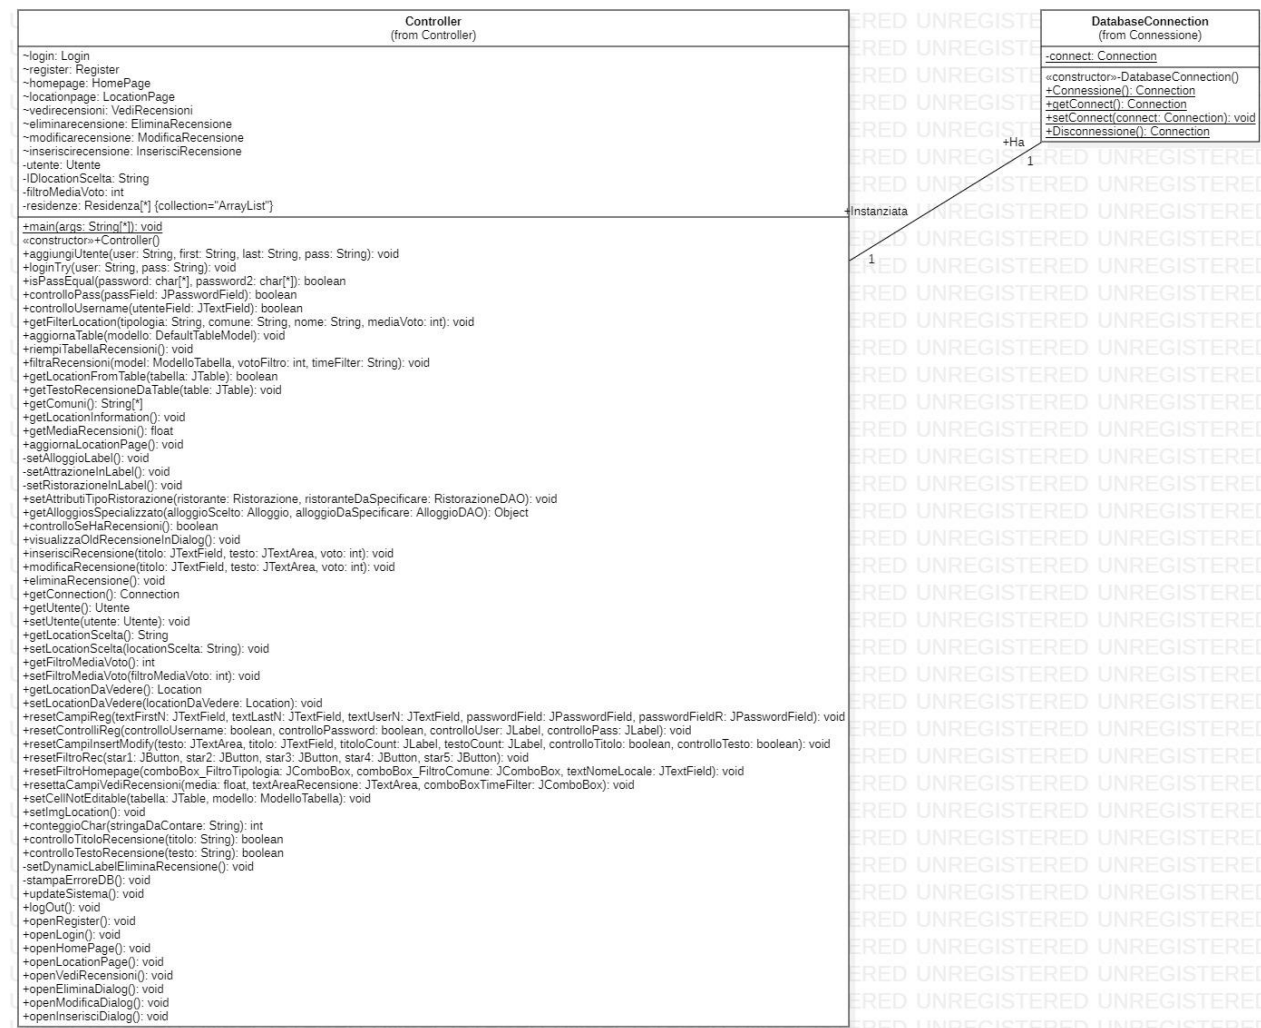 Controller
(from Controller)
~login: Login
~register: Register
~homepage: HomePage
~locationpage: LocationPage
~vedirecensioni: VediRecensioni
~eliminarecensione: EliminaRecensione
~modificarecensione: ModificaRecensione
~inseriscirecensione: InserisciRecensione
-utente: Utente
-IDlocationScelta: String
-filtroMediaVoto: int
-residenze: Residenza[*] {collection="ArrayList"}
+main(args: String[*]): void
«constructor»+Controller()
+aggiungiUtente(user: String, first: String, last: String, pass: String): void
+loginTry(user: String, pass: String): void
+isPassEqual(password: char[*], password2: char[*]): boolean
+controlloPass(passField: JPasswordField): boolean
+controlloUsername(utenteField: JTextField): boolean
+getFilterLocation(tipologia: String, comune: String, nome: String, mediaVoto: int): void
+aggiornaTable(modello: DefaultTableModel): void
+riempiTabellaRecensioni(): void
+filtraRecensioni(model: ModelloTabella, votoFiltro: int, timeFilter: String): void
+getLocationFromTable(tabella: JTable): boolean
+getTestoRecensioneDaTable(table: JTable): void
+getComuni(): String[*]
+getLocationInformation(): void
+getMediaRecensioni(): float
+aggiornaLocationPage(): void
-setAlloggioLabel(): void
-setAttrazioneInLabel(): void
-setRistorazioneInLabel(): void
+setAttributiTipoRistorazione(ristorante: Ristorazione, ristoranteDaSpecificare: RistorazioneDAO): void
+getAlloggiosSpecializzato(alloggioScelto: Alloggio, alloggioDaSpecificare: AlloggioDAO): Object
+controlloSeHaRecensioni(): boolean
+visualizzaOldRecensioneInDialog(): void
+inserisciRecensione(titolo: JTextField, testo: JTextArea, voto: int): void
+modificaRecensione(titolo: JTextField, testo: JTextArea, voto: int): void
+eliminaRecensione(): void
+getConnection(): Connection
+getUtente(): Utente
+setUtente(utente: Utente): void
+getLocationScelta(): String
+setLocationScelta(locationScelta: String): void
+getFiltroMediaVoto(): int
+setFiltroMediaVoto(filtroMediaVoto: int): void
+getLocationDaVedere(): Location
+setLocationDaVedere(locationDaVedere: Location): void
+resetCampiReg(textFirstN: JTextField, textLastN: JTextField, textUserN: JTextField, passwordField: JPasswordField, passwordFieldR: JPasswordField): void
+resetControlliReg(controlloUsername: boolean, controlloPassword: boolean, controlloUser: JLabel, controlloPass: JLabel): void
+resetCampiInsertModify(testo: JTextArea, titolo: JTextField, titoloCount: JLabel, testoCount: JLabel, controlloTitolo: boolean, controlloTesto: boolean): void
+resetFiltroRec(star1: JButton, star2: JButton, star3: JButton, star4: JButton, star5: JButton): void
+resetFiltroHomepage(comboBox_FiltroTipologia: JComboBox, comboBox_FiltroComune: JComboBox, textNomeLocale: JTextField): void
+resettaCampiVediRecensioni(media: float, textAreaRecensione: JTextArea, comboBoxTimeFilter: JComboBox): void
+setCellNotEditable(tabella: JTable, modello: ModelloTabella): void
+setImgLocation(): void
+conteggioChar(stringaDaContare: String): int
+controlloTitoloRecensione(titolo: String): boolean
+controlloTestoRecensione(testo: String): boolean
-setDynamicLabelEliminaRecensione(): void
-stampaErroreDB(): void
+updateSistema(): void
+logOut(): void
+openRegister(): void
+openLogin(): void
+openHomePage(): void
+openLocationPage(): void
+openVediRecensioni(): void
+openEliminaDialog(): void
+openModificaDialog(): void
+openInserisciDialog(): void
DatabaseConnection
(from Connessione)
-connect: Connection
«constructor»-DatabaseConnection()
+Connessione(): Connection
+getConnect(): Connection
+setConnect(connect: Connection): void
+Disconnessione(): Connection
+Ha
1
+Instanziata
1
UNREGISTERED